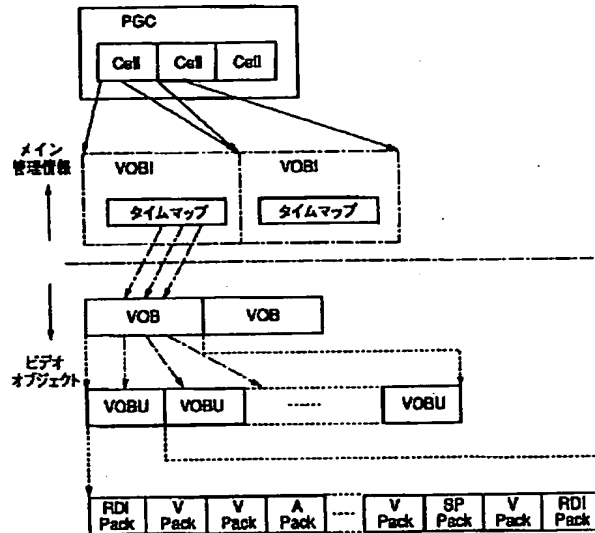 PGC
Cell Cell Cell
メイン
管理情報
VOBI VOBI
タイムマップ タイムマップ
VOB VOB
ビデオ
オブジェクト
VOBU VOBU ...... VOBU
RDI Pack V Pack V Pack A Pack ...... V Pack SP Pack V Pack RDI Pack